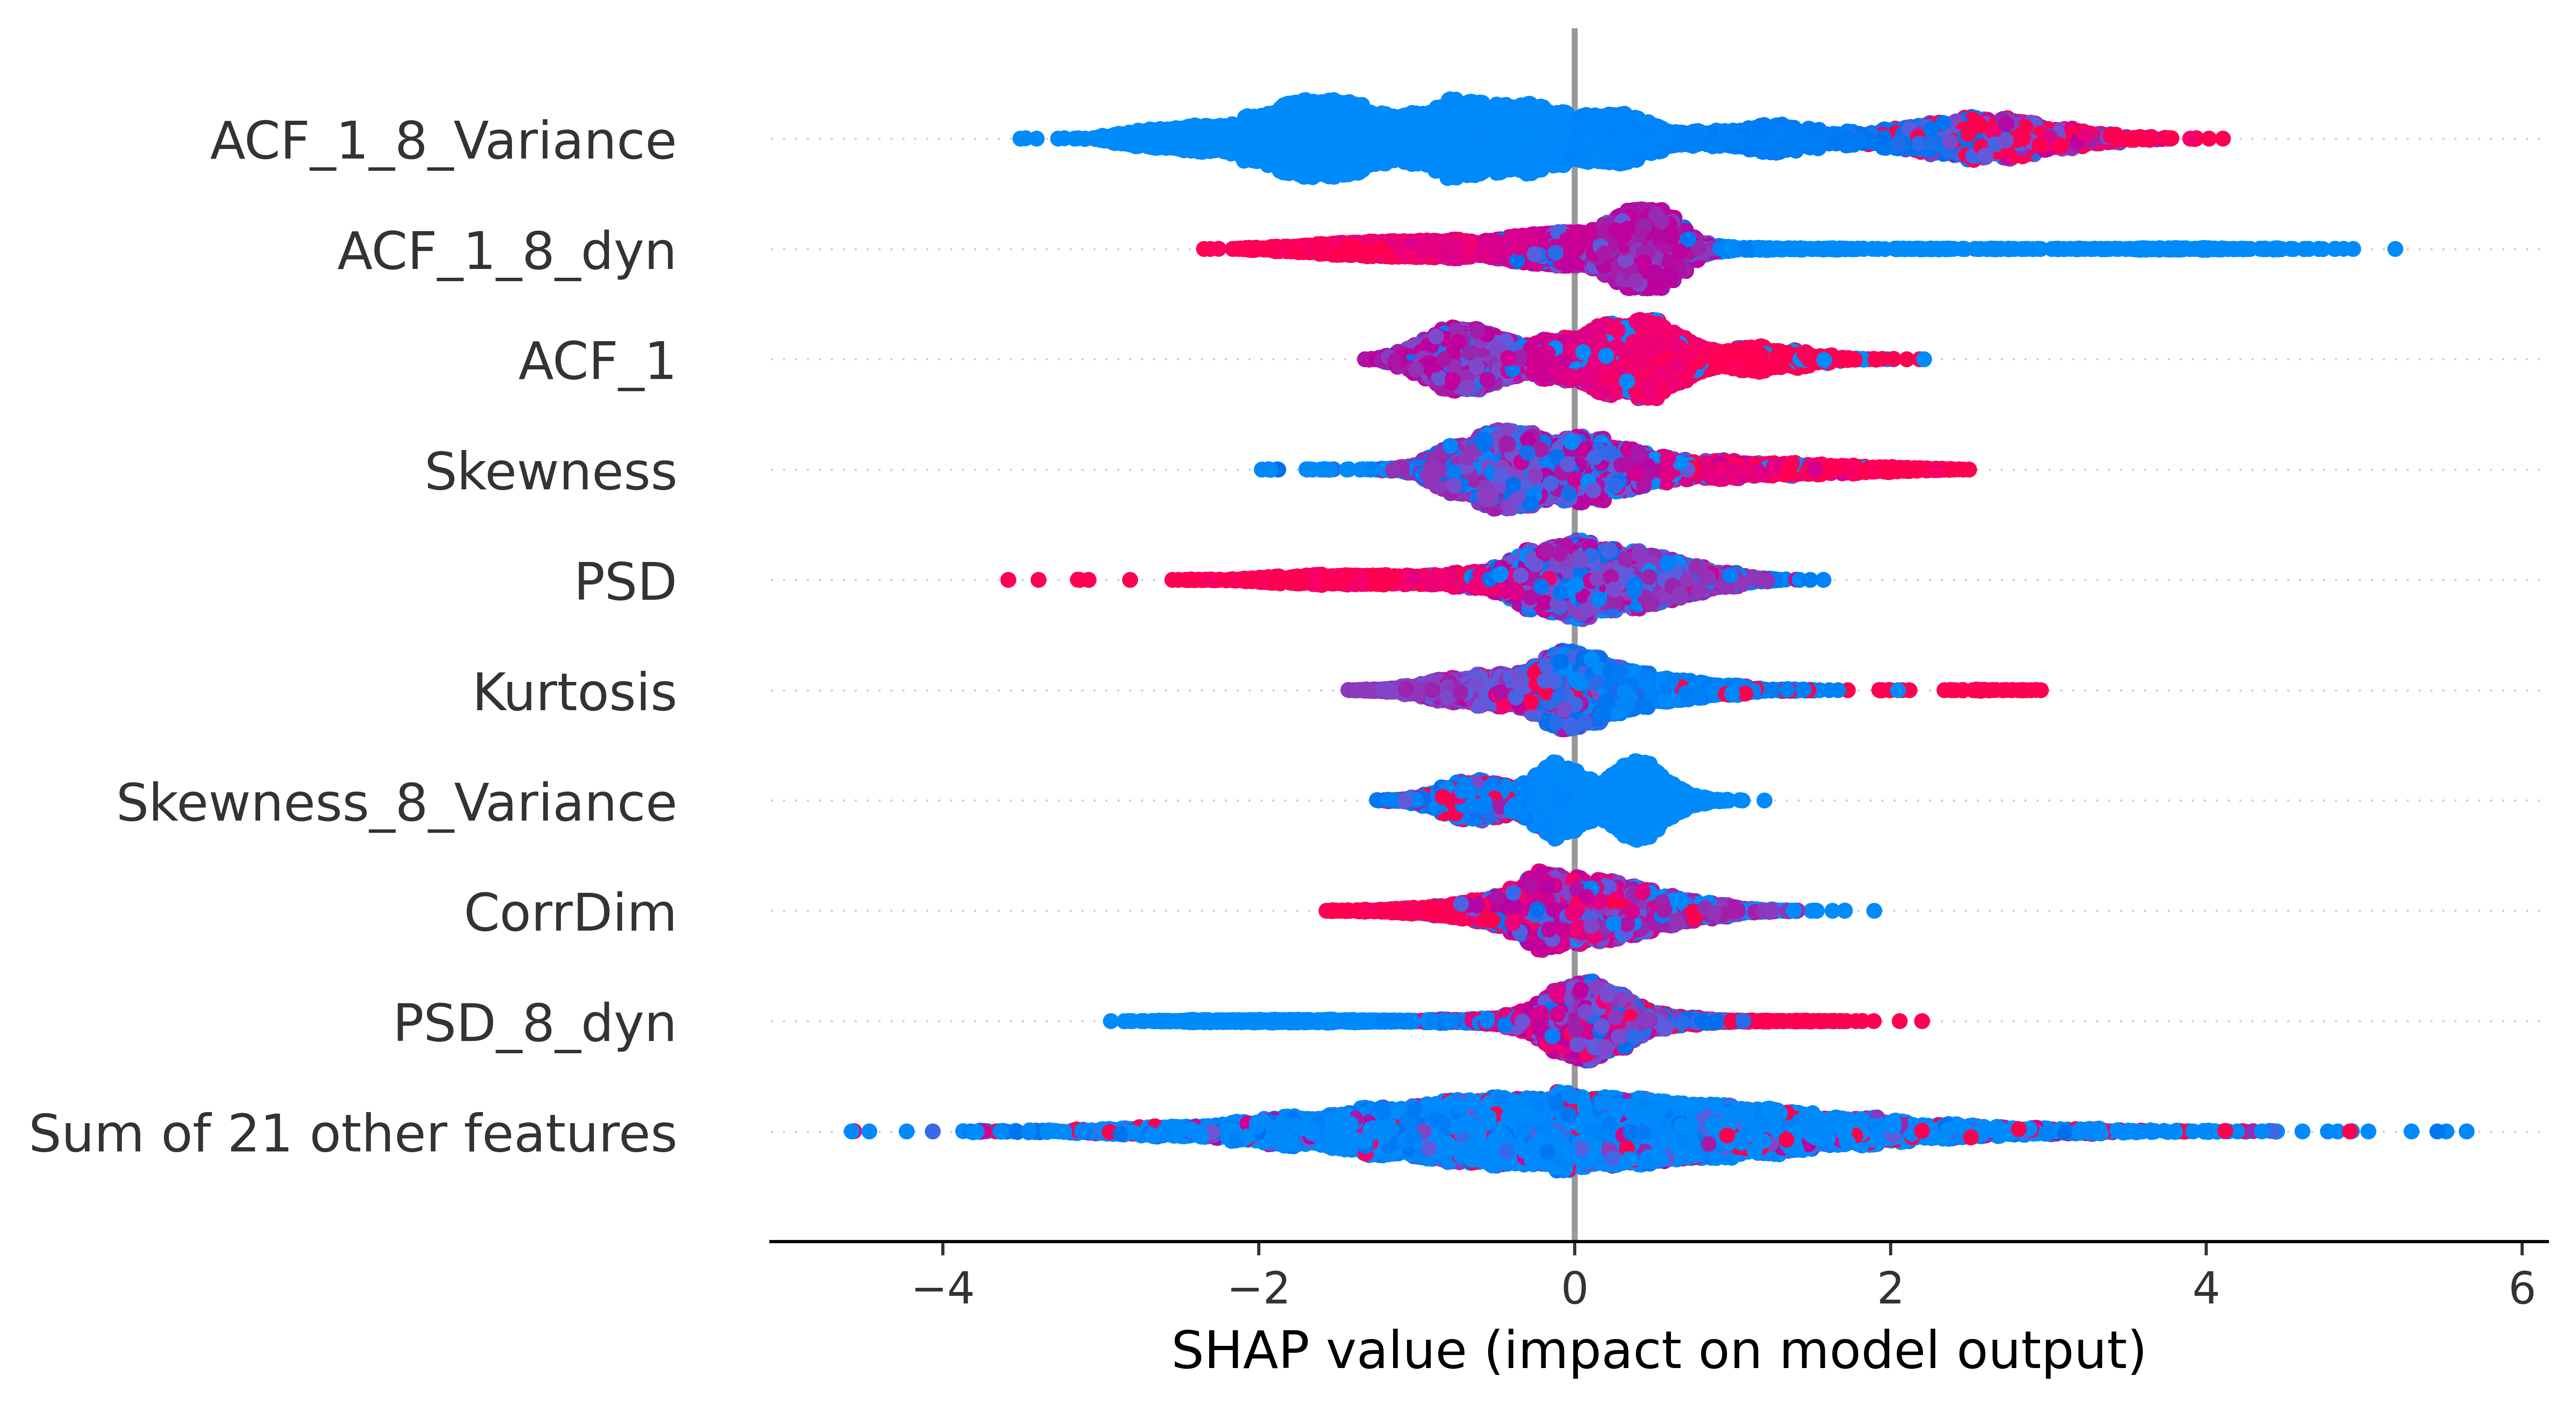 ACF_1_8_Variance
ACF_1_8_dyn
ACF_1
Skewness
PSD
Kurtosis
Skewness_8_Variance
CorrDim
PSD_8_dyn
Sum of 21 other features
−4 −2 0 2 4 6
SHAP value (impact on model output)